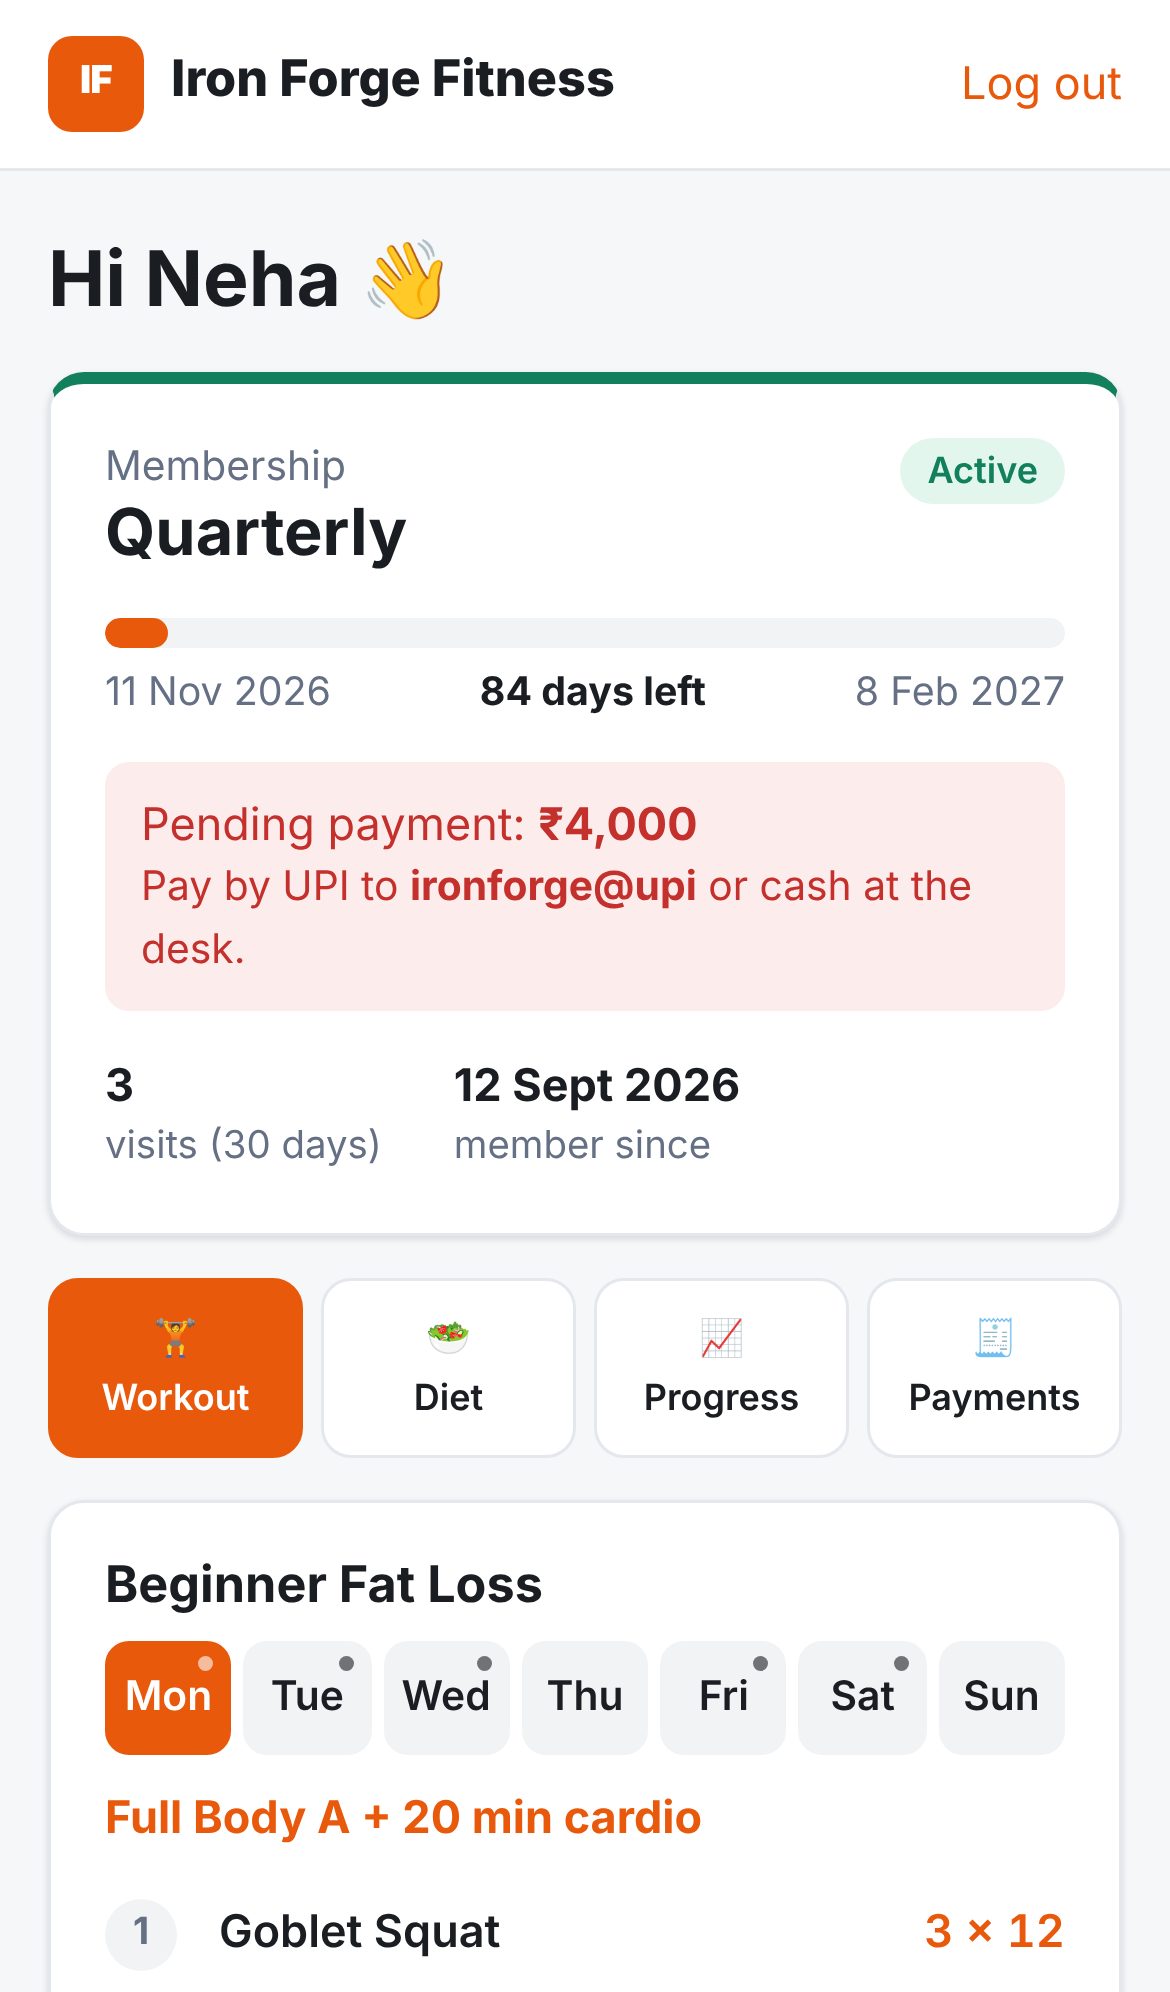 IF Iron Forge Fitness Log out
Hi Neha 👋
Membership Active
Quarterly
11 Nov 2026 84 days left 8 Feb 2027
Pending payment: ₹4,000
Pay by UPI to ironforge@upi or cash at the
desk.
3 12 Sept 2026
visits (30 days) member since
Workout Diet Progress Payments
Beginner Fat Loss
Mon Tue Wed Thu Fri Sat Sun
Full Body A + 20 min cardio
1 Goblet Squat 3 × 12